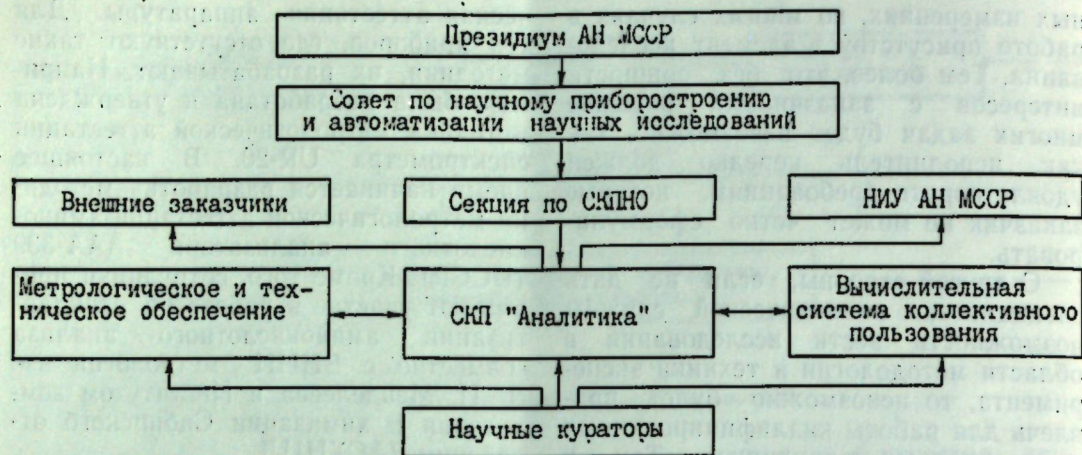 Президиум АН МССР
Совет по научному приборостроению
и автоматизации научных исследований
Внешние заказчики
Секция по СКПНО
НИУ АН МССР
Метрологическое и тех-
ническое обеспечение
СКП "Аналитика"
Вычислительная
система коллективного
пользования
Научные кураторы